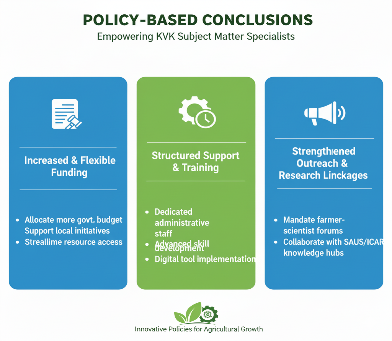 POLICY-BASED CONCLUSIONS
Empowering KVK Subject Matter Specialists
Increased & Flexible
Funding
• Allocate more govt. budget
Support local initiatives
• Streallime resource access
Structured Support
& Training
• Dedicated
administrative
staff
• Advanced skill
development
• Digital tool implementation
Strengthened
Outreach &
Research Linckages
• Mandate farmer-
scientist forums
• Collaborate with SAUS/ICAR
knowledge hubs
Innovative Policies for Agricultural Growth